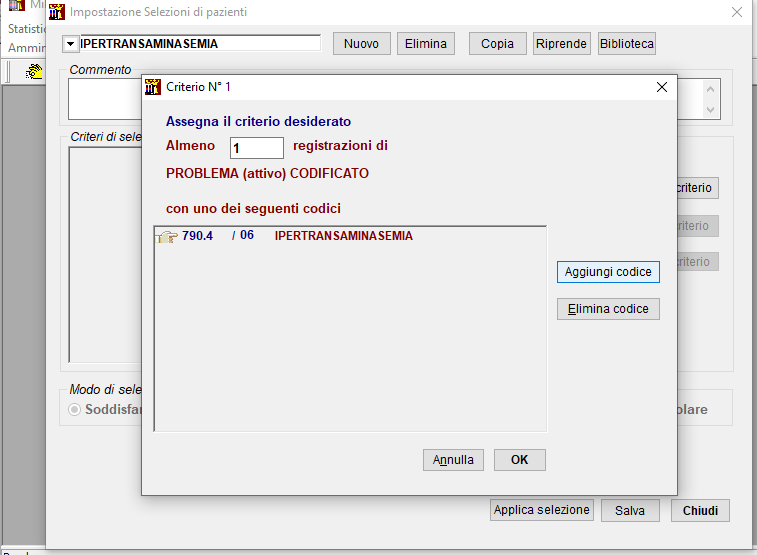 Impostazione Selezioni di pazienti
Statistic
Ammin
IPERTRANSAMINASEMIA
Nuovo
Elimina
Copia
Riprende
Biblioteca
Commento
Criteri di sele
Criterio N° 1
Assegna il criterio desiderato
Almeno 1 registrazioni di
PROBLEMA (attivo) CODIFICATO
con uno dei seguenti codici
790.4 / 06 IPERTRANSAMINASEMIA
Aggiungi codice
Elimina codice
criterio
riterio
riterio
Modo di sele
Soddisfar
olare
Annulla
OK
Applica selezione
Salva
Chiudi